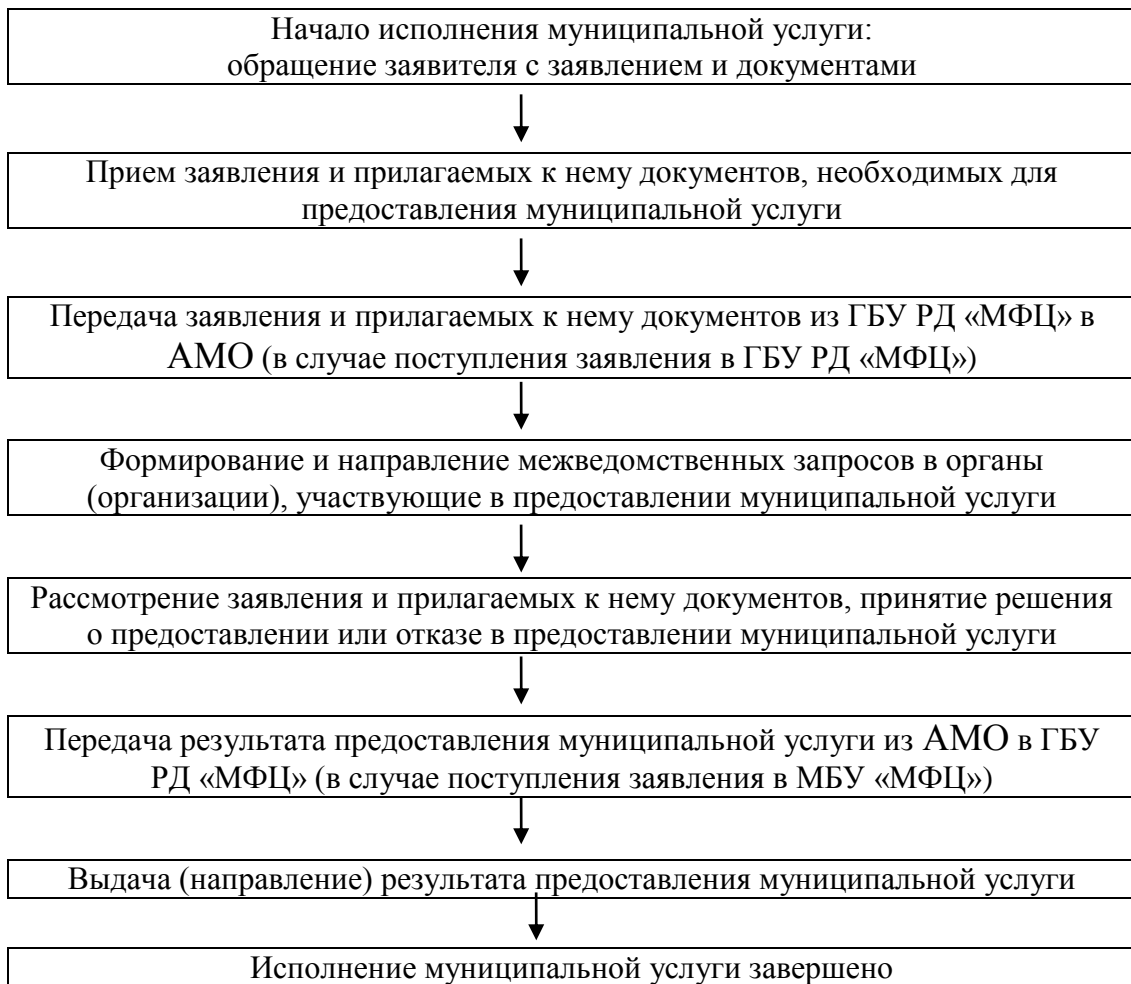 Начало исполнения муниципальной услуги:
обращение заявителя с заявлением и документами
Прием заявления и прилагаемых к нему документов, необходимых для
предоставления муниципальной услуги
Передача заявления и прилагаемых к нему документов из ГБУ РД «МФЦ» в
АМО (в случае поступления заявления в ГБУ РД «МФЦ»)
Формирование и направление межведомственных запросов в органы
(организации), участвующие в предоставлении муниципальной услуги
Рассмотрение заявления и прилагаемых к нему документов, принятие решения
о предоставлении или отказе в предоставлении муниципальной услуги
Передача результата предоставления муниципальной услуги из АМО в ГБУ
РД «МФЦ» (в случае поступления заявления в МБУ «МФЦ»)
Выдача (направление) результата предоставления муниципальной услуги
Исполнение муниципальной услуги завершено